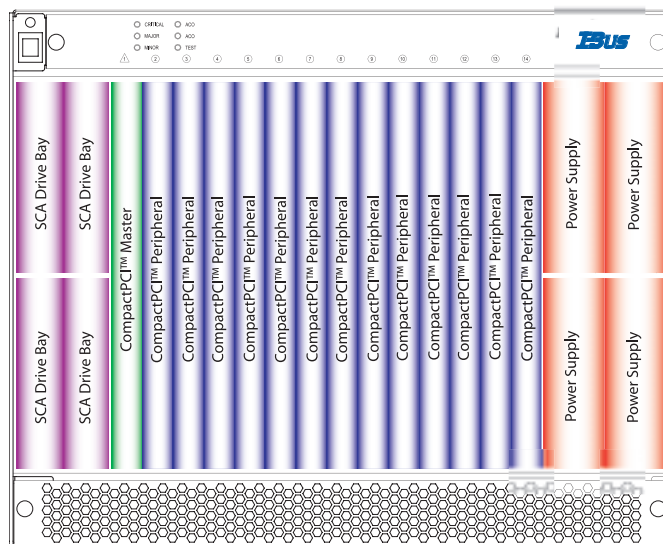 CRITICAL ACO
MAJOR ACO
MINOR TEST
1 2 3 4 5 6 7 8 9 10 11 12 13 14
IBus
SCA Drive Bay
SCA Drive Bay
SCA Drive Bay
SCA Drive Bay
CompactPCI™ Master
CompactPCI™ Peripheral
CompactPCI™ Peripheral
CompactPCI™ Peripheral
CompactPCI™ Peripheral
CompactPCI™ Peripheral
CompactPCI™ Peripheral
CompactPCI™ Peripheral
CompactPCI™ Peripheral
CompactPCI™ Peripheral
CompactPCI™ Peripheral
CompactPCI™ Peripheral
CompactPCI™ Peripheral
CompactPCI™ Peripheral
Power Supply
Power Supply
Power Supply
Power Supply